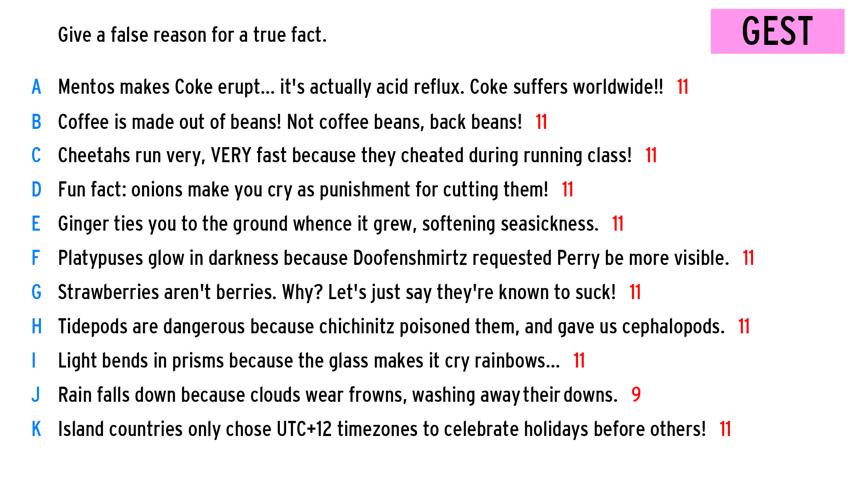 Give a false reason for a true fact.
GEST
A Mentos makes Coke erupt... it's actually acid reflux. Coke suffers worldwide!! 11
B Coffee is made out of beans! Not coffee beans, back beans! 11
C Cheetahs run very, VERY fast because they cheated during running class! 11
D Fun fact: onions make you cry as punishment for cutting them! 11
E Ginger ties you to the ground whence it grew, softening seasickness. 11
F Platypuses glow in darkness because Doofenshmirtz requested Perry be more visible. 11
G Strawberries aren't berries. Why? Let's just say they're known to suck! 11
H Tidepods are dangerous because chichinitz poisoned them, and gave us cephalopods. 11
I Light bends in prisms because the glass makes it cry rainbows... 11
J Rain falls down because clouds wear frowns, washing away their downs. 9
K Island countries only chose UTC+12 timezones to celebrate holidays before others! 11